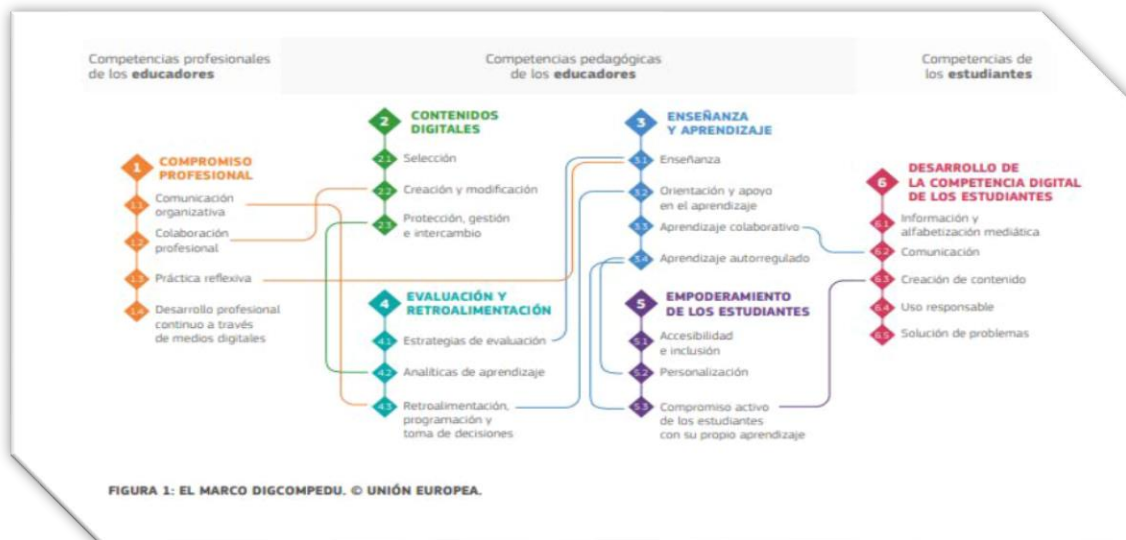 Competencias profesionales
de los educadores
Competencias pedagógicas
de los educadores
Competencias de
los estudiantes
1
COMPROMISO
PROFESIONAL
1.1
Comunicación
organizativa
1.2
Colaboración
profesional
1.3
Práctica reflexiva
1.4
Desarrollo profesional
continuo a través
de medios digitales
2
CONTENIDOS
DIGITALES
2.1
Selección
2.2
Creación y modificación
2.3
Protección, gestión
e intercambio
4
EVALUACIÓN Y
RETROALIMENTACIÓN
4.1
Estrategias de evaluación
4.2
Analíticas de aprendizaje
4.3
Retroalimentación,
programación y
toma de decisiones
3
ENSEÑANZA
Y APRENDIZAJE
3.1
Enseñanza
3.2
Orientación y apoyo
en el aprendizaje
3.3
Aprendizaje colaborativo
3.4
Aprendizaje autorregulado
5
EMPODERAMIENTO
DE LOS ESTUDIANTES
5.1
Accesibilidad
e inclusión
5.2
Personalización
5.3
Compromiso activo
de los estudiantes
con su propio aprendizaje
6
DESARROLLO DE
LA COMPETENCIA DIGITAL
DE LOS ESTUDIANTES
6.1
Información y
alfabetización mediática
6.2
Comunicación
6.3
Creación de contenido
6.4
Uso responsable
6.5
Solución de problemas
FIGURA 1: EL MARCO DIGCOMPEDU. © UNIÓN EUROPEA.